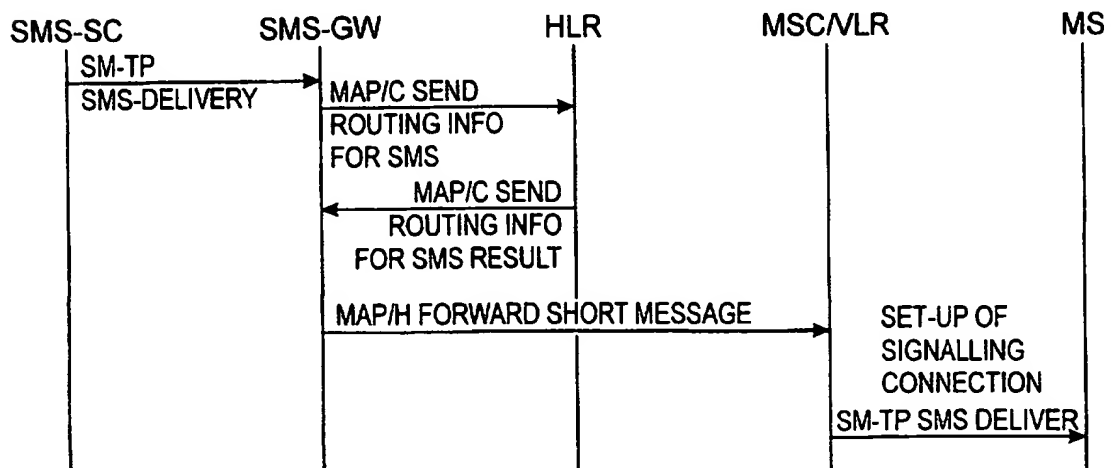 SMS-SC SMS-GW HLR MSC/VLR MS
SM-TP
SMS-DELIVERY
MAP/C SEND
ROUTING INFO
FOR SMS
MAP/C SEND
ROUTING INFO
FOR SMS RESULT
MAP/H FORWARD SHORT MESSAGE
SET-UP OF
SIGNALLING
CONNECTION
SM-TP SMS DELIVER